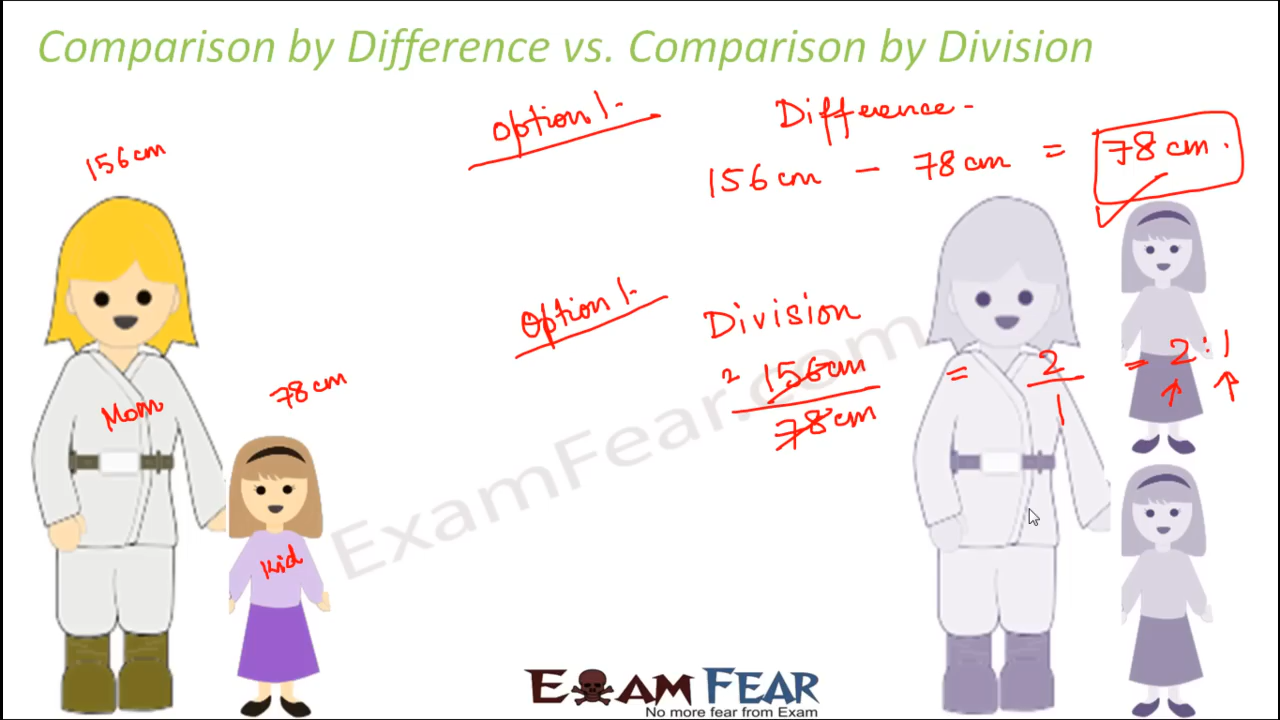 Comparison by Difference vs. Comparison by Division
Option 1.
Difference -
156 cm
156 cm - 78 cm = 78 cm.
Option 1.
Division
2 156 cm / 78 cm = 2 / 1 = 2:1
78 cm
Mom
Kid
ExamFear.com
EXAM FEAR
No more fear from Exam